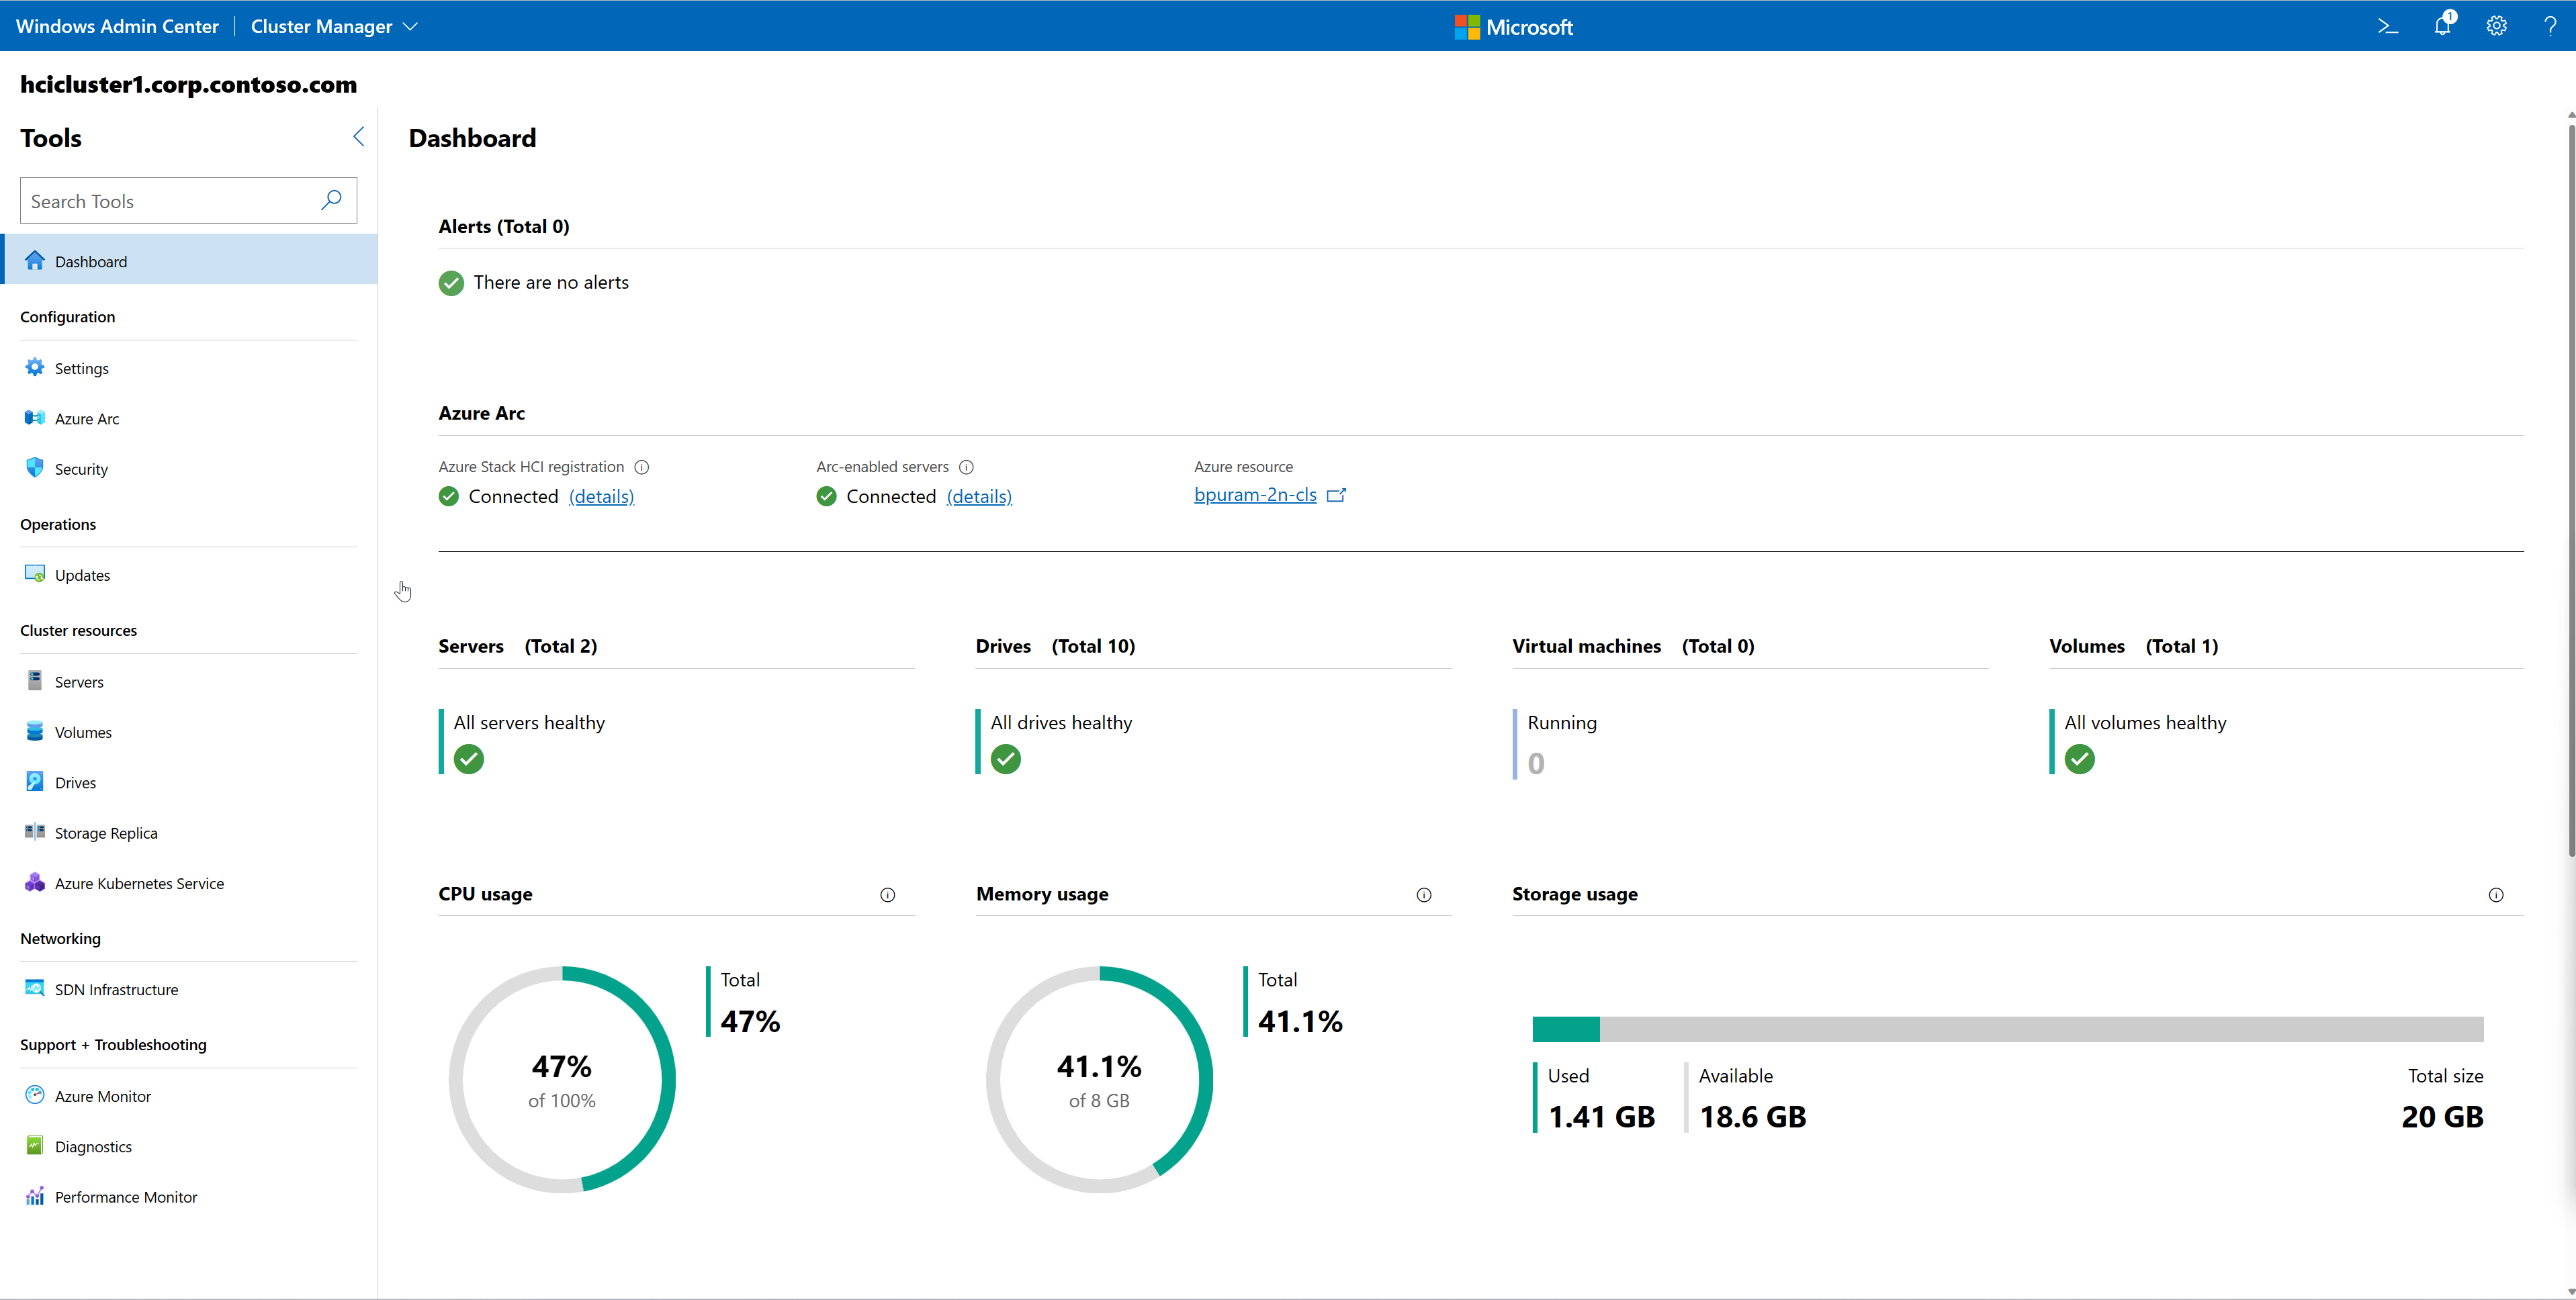 Windows Admin Center
Cluster Manager
Microsoft
1
hcicluster1.corp.contoso.com
Tools
Search Tools
Dashboard
Configuration
Settings
Azure Arc
Security
Operations
Updates
Cluster resources
Servers
Volumes
Drives
Storage Replica
Azure Kubernetes Service
Networking
SDN Infrastructure
Support + Troubleshooting
Azure Monitor
Diagnostics
Performance Monitor
Dashboard
Alerts (Total 0)
There are no alerts
Azure Arc
Azure Stack HCI registration
Connected (details)
Arc-enabled servers
Connected (details)
Azure resource
bpuram-2n-cls
Servers (Total 2)
All servers healthy
Drives (Total 10)
All drives healthy
Virtual machines (Total 0)
Running
0
Volumes (Total 1)
All volumes healthy
CPU usage
47%
of 100%
Total
47%
Memory usage
41.1%
of 8 GB
Total
41.1%
Storage usage
Used
1.41 GB
Available
18.6 GB
Total size
20 GB